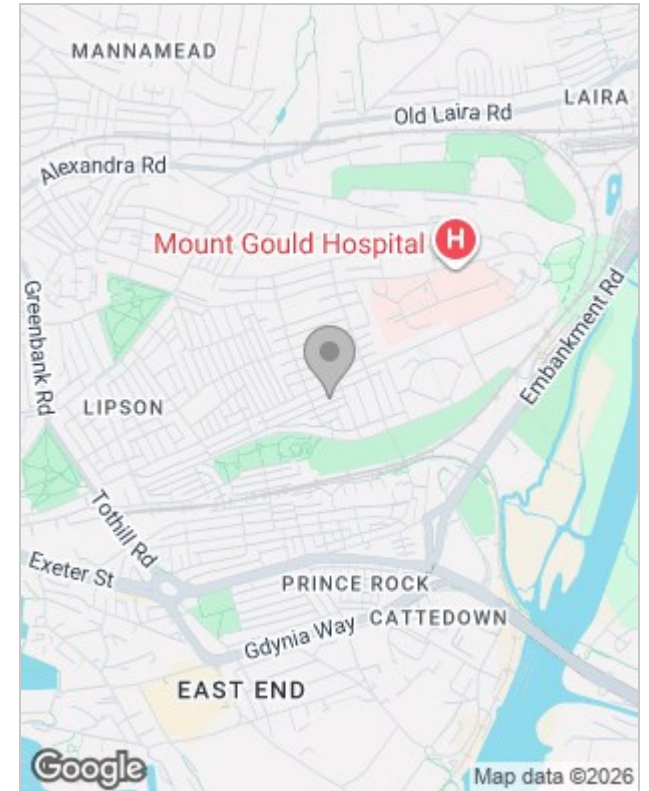 MANNAMEAD
LAIRA
Old Laira Rd
Alexandra Rd
Mount Gould Hospital
H
Greenbank Rd
Embankment Rd
LIPSON
Tothill Rd
Exeter St
PRINCE ROCK
CATTEDOWN
Gdynia Way
EAST END
Google
Map data ©2026